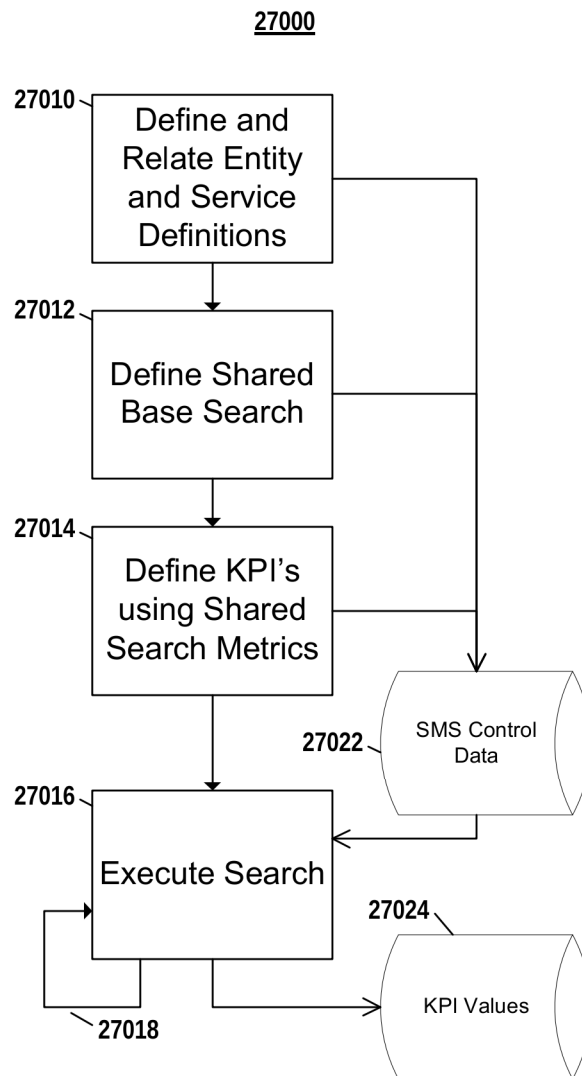 27000
27010
Define and
Relate Entity
and Service
Definitions
27012
Define Shared
Base Search
27014
Define KPI's
using Shared
Search Metrics
27022
SMS Control
Data
27016
Execute Search
27018
27024
KPI Values